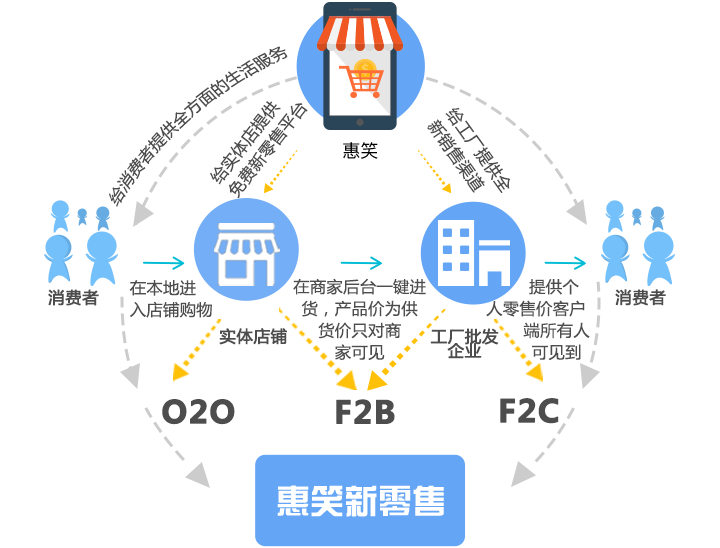 惠笑
给消费者提供全方面的生活服务
给实体店提供
免费新零售平台
给工厂提供全
新销售渠道
消费者
在本地进
入店铺购物
实体店铺
在商家后台一键进
货，产品价为供
货价只对商
家可见
工厂批发
企业
提供个
人零售价客户
端所有人
可见到
消费者
O2O
F2B
F2C
惠笑新零售